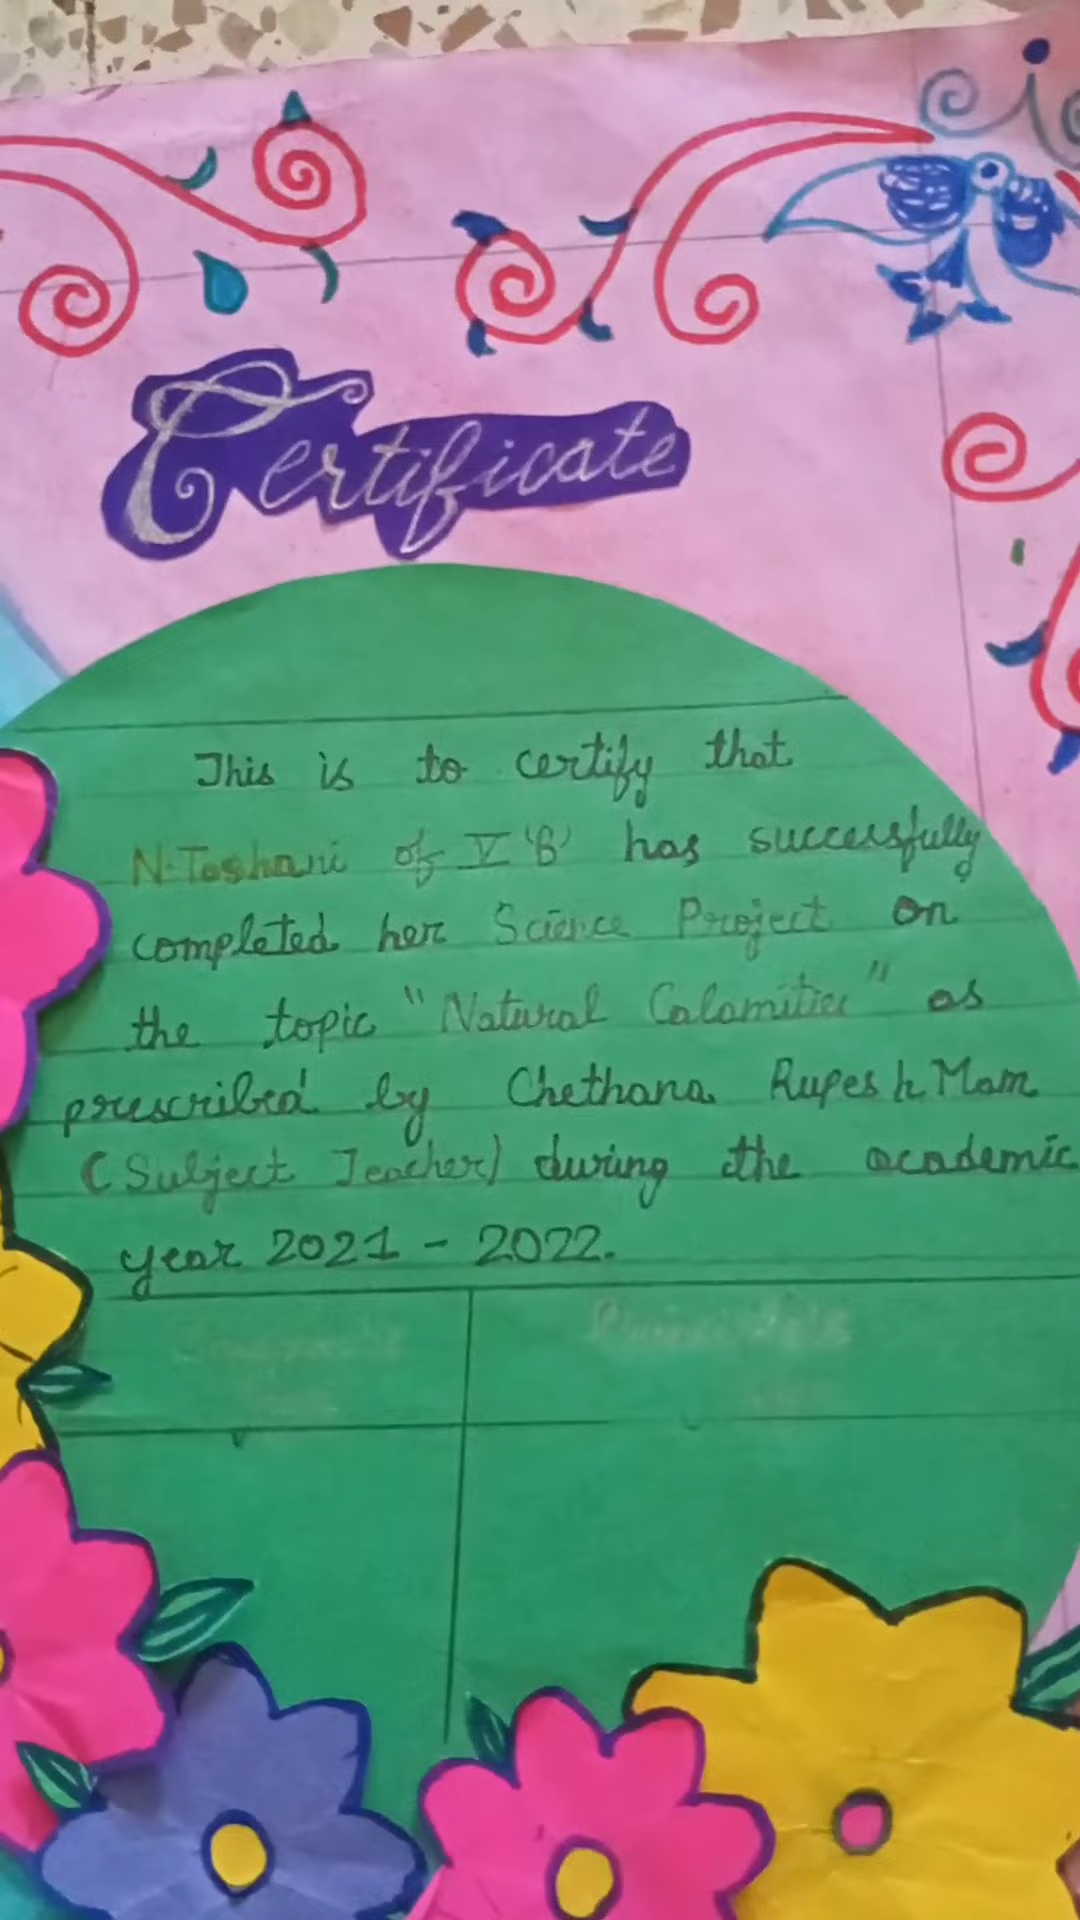 Certificate
This is to certify that
N.Toshani of V 'B' has successfully
completed her Science Project on
the topic "Natural Calamities" as
prescribed by Chethana Rupesh Mam
(Subject Teacher) during the academic
year 2021 - 2022.